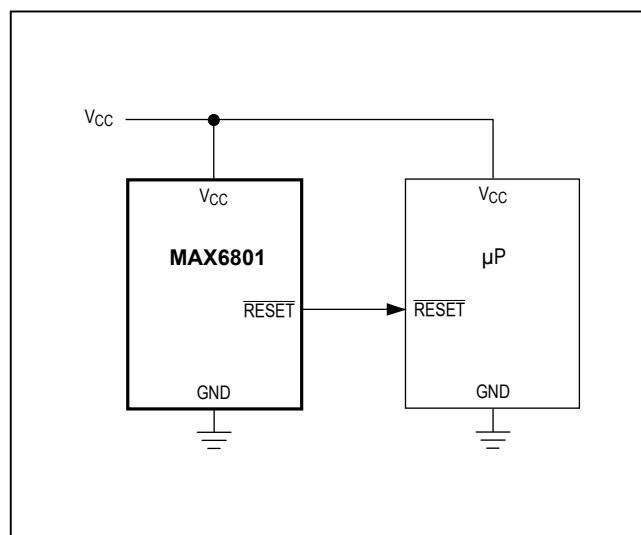 VCC
VCC
MAX6801
RESET
GND
VCC
µP
RESET
GND